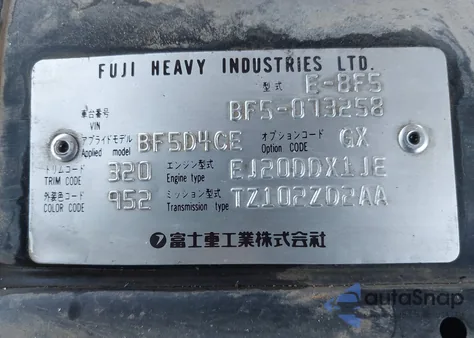 FUJI HEAVY INDUSTRIES LTD.
型式 E-BF5
車台番号 VIN BF5-073258
アプライドモデル Applied model BF5D4CE オプションコード Option code GX
トリムコード TRIM CODE 320 エンジン型式 Engine type EJ20DDX1JE
外装色コード COLOR CODE 952 ミッション型式 Transmission type TZ102Z02AA
富士重工業株式会社
autoSnap